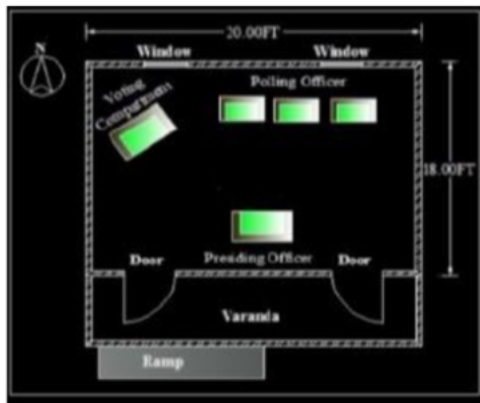 20.00FT
N
Window
Window
Polling Officer
Voting
Compartment
18.00FT
Presiding Officer
Door
Door
Varanda
Ramp